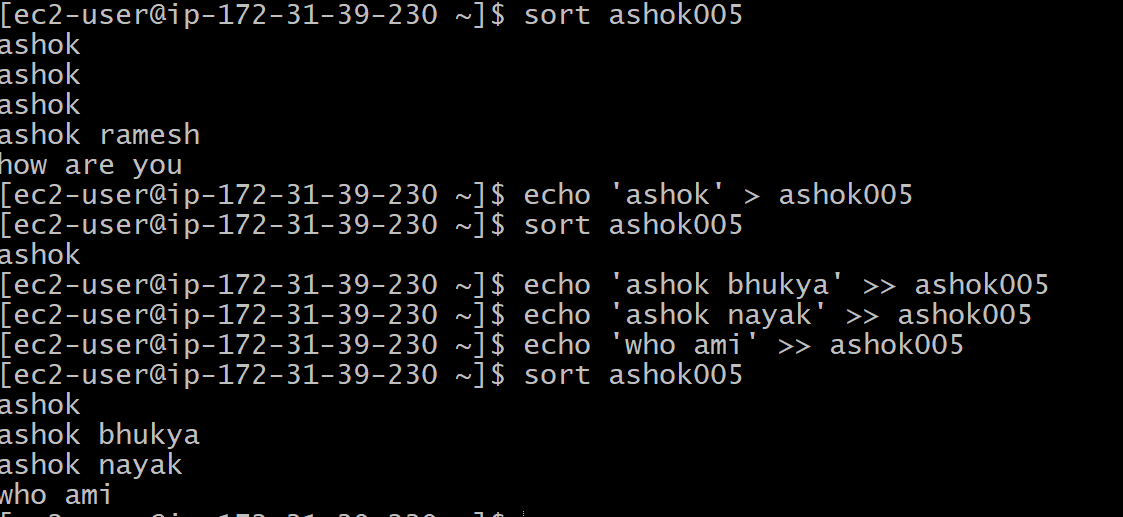 [ec2-user@ip-172-31-39-230 ~]$ sort ashok005
ashok
ashok
ashok
ashok ramesh
how are you
[ec2-user@ip-172-31-39-230 ~]$ echo 'ashok' > ashok005
[ec2-user@ip-172-31-39-230 ~]$ sort ashok005
ashok
[ec2-user@ip-172-31-39-230 ~]$ echo 'ashok bhukya' >> ashok005
[ec2-user@ip-172-31-39-230 ~]$ echo 'ashok nayak' >> ashok005
[ec2-user@ip-172-31-39-230 ~]$ echo 'who ami' >> ashok005
[ec2-user@ip-172-31-39-230 ~]$ sort ashok005
ashok
ashok bhukya
ashok nayak
who ami